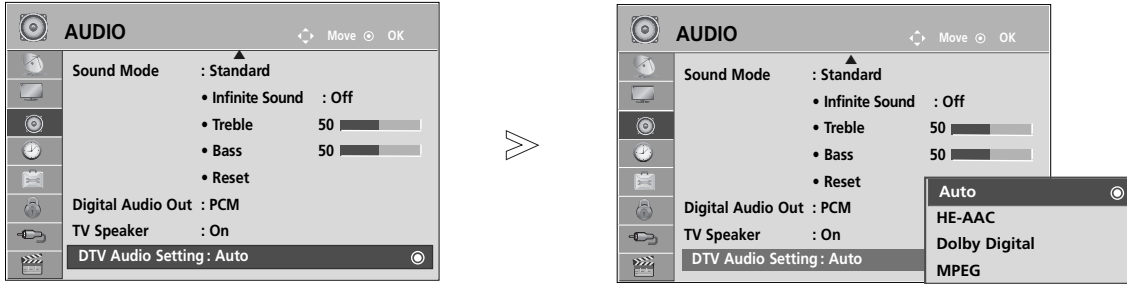 AUDIO
Move OK
Sound Mode : Standard
• Infinite Sound : Off
• Treble 50
• Bass 50
• Reset
Digital Audio Out : PCM
TV Speaker : On
DTV Audio Setting : Auto
AUDIO
Move OK
Sound Mode : Standard
• Infinite Sound : Off
• Treble 50
• Bass 50
• Reset
Digital Audio Out : PCM
TV Speaker : On
DTV Audio Setting : Auto
Auto
HE-AAC
Dolby Digital
MPEG